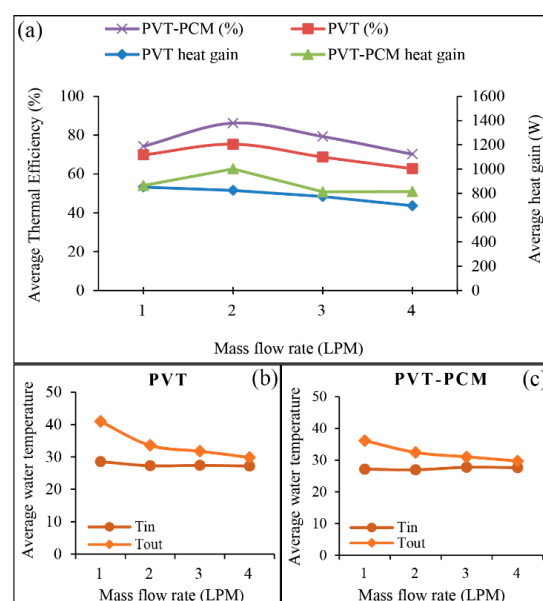 (a)
PVT-PCM (%)
PVT (%)
PVT heat gain
PVT-PCM heat gain
Average Thermal Efficiency (%)
100
80
60
40
20
0
1600
1400
1200
1000
800
600
400
200
0
Average heat gain (W)
1 2 3 4
Mass flow rate (LPM)
PVT
(b)
Average water temperature
50
40
30
20
10
0
Tin
Tout
1 2 3 4
Mass flow rate (LPM)
PVT-PCM
(c)
Average water temperature
50
40
30
20
10
0
Tin
Tout
1 2 3 4
Mass flow rate (LPM)